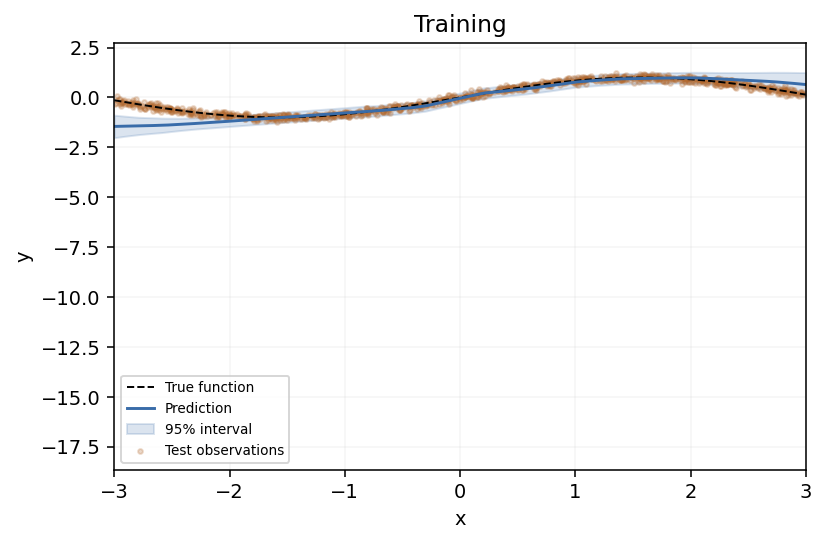 Training
2.5
0.0
−2.5
−5.0
−7.5
−10.0
−12.5
−15.0
−17.5
y
True function
Prediction
95% interval
Test observations
−3 −2 −1 0 1 2 3
x